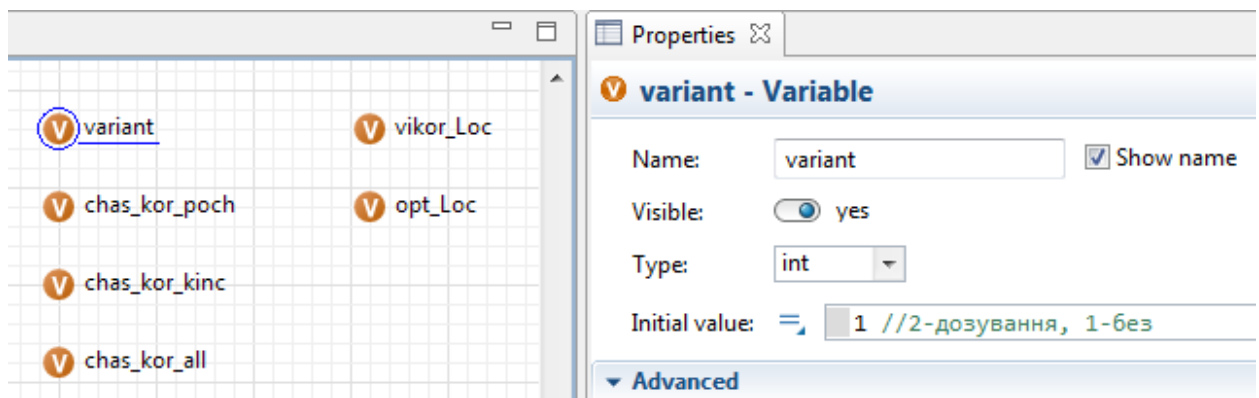 variant
vikor_Loc
chas_kor_poch
opt_Loc
chas_kor_kinc
chas_kor_all
Properties
variant - Variable
Name: variant Show name
Visible: yes
Type: int
Initial value: 1 //2-дозування, 1-без
Advanced